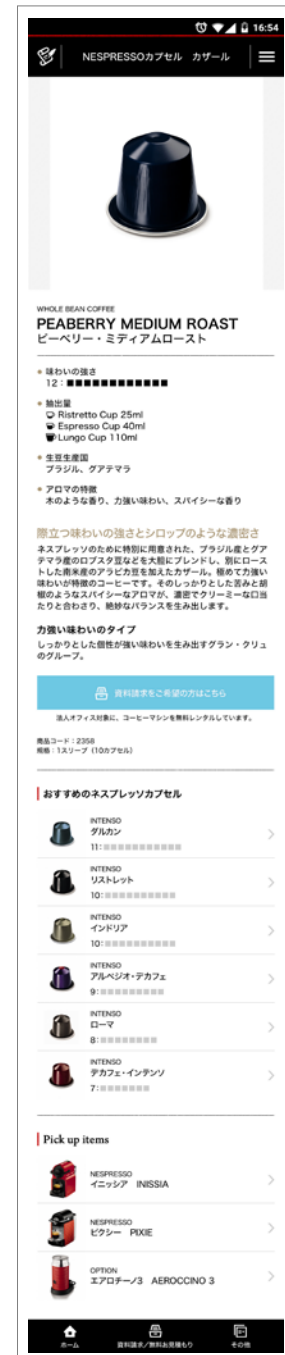 16:54
NESPRESSOカプセル カザール
WHOLE BEAN COFFEE
PEABERRY MEDIUM ROAST
ピーベリー・ミディアムロースト
味わいの強さ
12：■■■■■■■■■■■■
抽出量
Ristretto Cup 25ml
Espresso Cup 40ml
Lungo Cup 110ml
生豆生産国
ブラジル、グアテマラ
アロマの特徴
木のような香り、力強い味わい、スパイシーな香り
際立つ味わいの強さとシロップのような濃密さ
ネスプレッソのために特別に用意された、ブラジル産とグア
テマラ産のロブスタ豆などを大胆にブレンドし、別にロース
トした南米産のアラビカ豆を加えたカザール。極めて力強い
味わいが特徴のコーヒーです。そのしっかりとした苦みと胡
椒のようなスパイシーなアロマが、濃密でクリーミーな口当
たりと合わさり、絶妙なバランスを生み出します。
力強い味わいのタイプ
しっかりとした個性が強い味わいを生み出すグラン・クリュ
のグループ。
資料請求をご希望の方はこちら
法人オフィス対象に、コーヒーマシンを無料レンタルしています。
商品コード：2358
規格：1スリーブ（10カプセル）
おすすめのネスプレッソカプセル
INTENSO
ダルカン
11：■■■■■■■■■■■
INTENSO
リストレット
10：■■■■■■■■■■
INTENSO
インドリア
10：■■■■■■■■■■
INTENSO
アルペジオ・デカフェ
9：■■■■■■■■■
INTENSO
ローマ
8：■■■■■■■■
INTENSO
デカフェ・インテンソ
7：■■■■■■■
Pick up items
NESPRESSO
イニッシア INISSIA
NESPRESSO
ピクシー PIXIE
OPTION
エアロチーノ3 AEROCCINO 3
ホーム
資料請求／無料お見積もり
その他